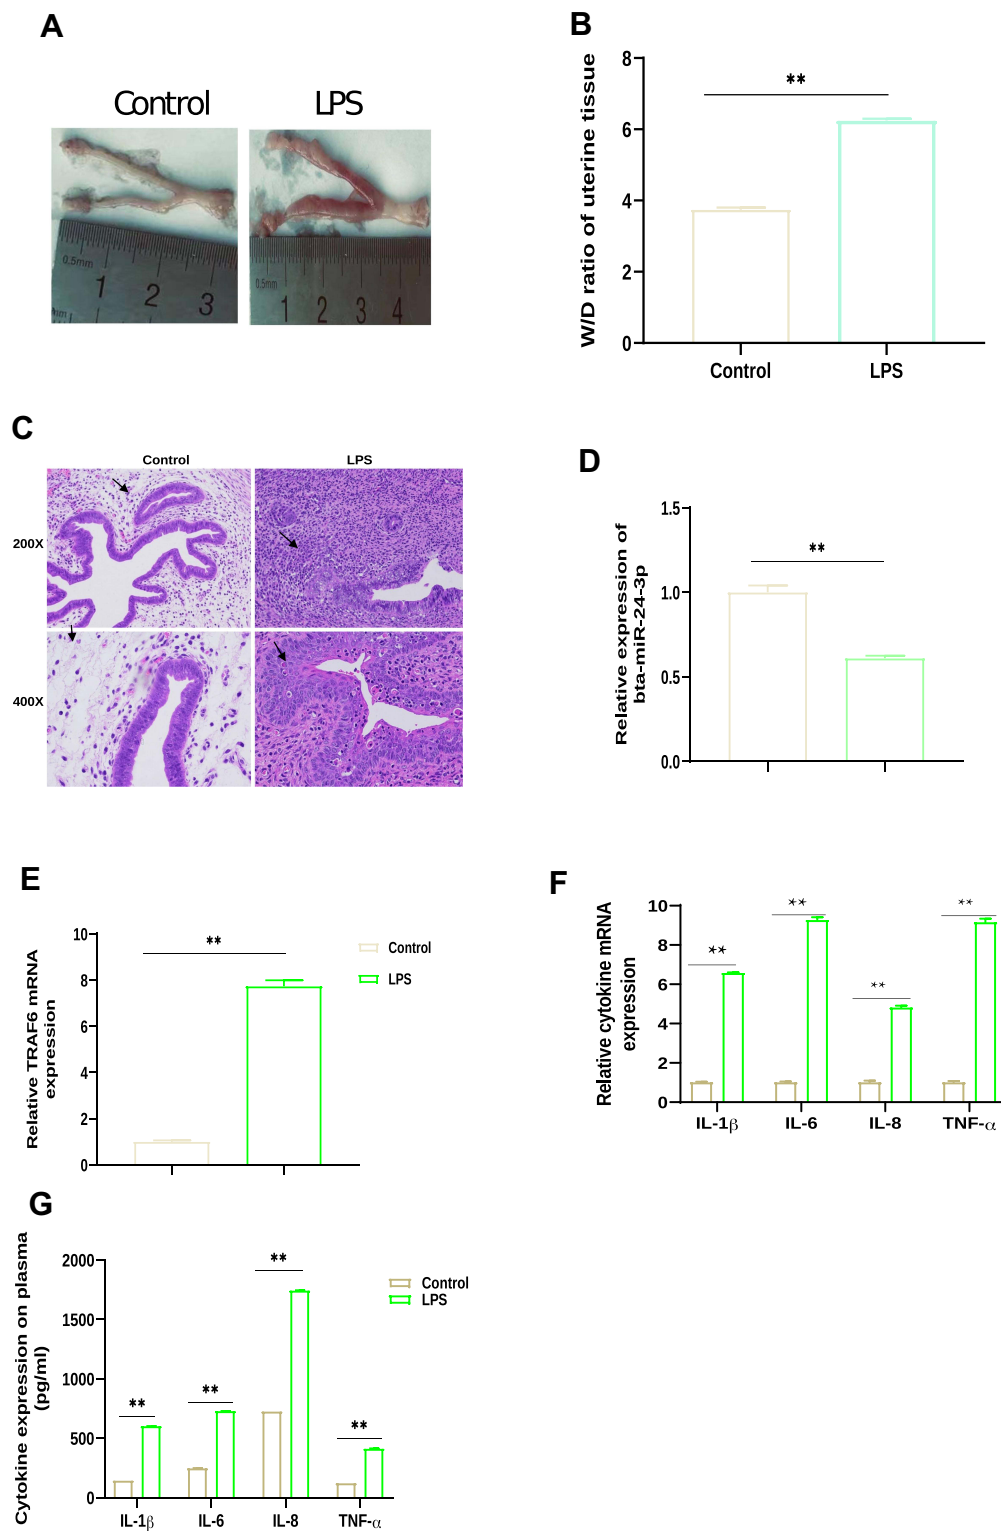 A
Control
LPS
0,5mm
1 2 3
0,5mm
1 2 3 4
B
W/D ratio of uterine tissue
8
6
4
2
0
**
Control
LPS
C
Control
LPS
200X
400X
D
Relative expression of
bta-miR-24-3p
1.5
1.0
0.5
0.0
**
E
Relative TRAF6 mRNA
expression
10
8
6
4
2
0
**
Control
LPS
F
Relative cytokine mRNA
expression
10
8
6
4
2
0
**
**
**
**
IL-1β
IL-6
IL-8
TNF-α
G
Cytokine expression on plasma
(pg/ml)
2000
1500
1000
500
0
**
**
**
**
Control
LPS
IL-1β
IL-6
IL-8
TNF-α